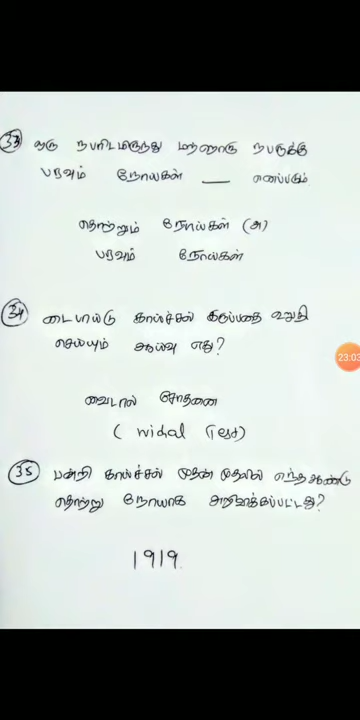 33 ஒரு நபரிடமிருந்து மற்றொரு நபருக்கு
பரவும் நோய்கள் ___ எனப்படும்
தொற்றும் நோய்கள் (அ)
பரவும் நோய்கள்
34 டைபாய்டு காய்ச்சல் இருப்பதை உறுதி
செய்யும் ஆய்வு எது?
வைடால் சோதனை
( widal Test)
35 பன்றி காய்ச்சல் முதன் முதலில் எந்த ஆண்டு
தொற்று நோயாக அறிவிக்கப்பட்டது?
1919
23:03